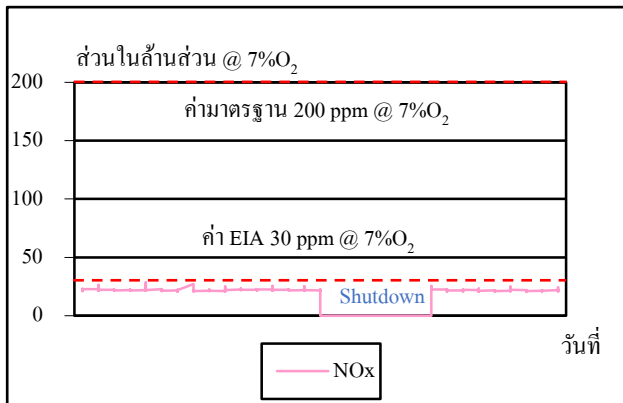 ส่วนในล้านส่วน @ 7%O₂
200
ค่ามาตรฐาน 200 ppm @ 7%O₂
150
100
ค่า EIA 30 ppm @ 7%O₂
50
Shutdown
0
วันที่
NOx